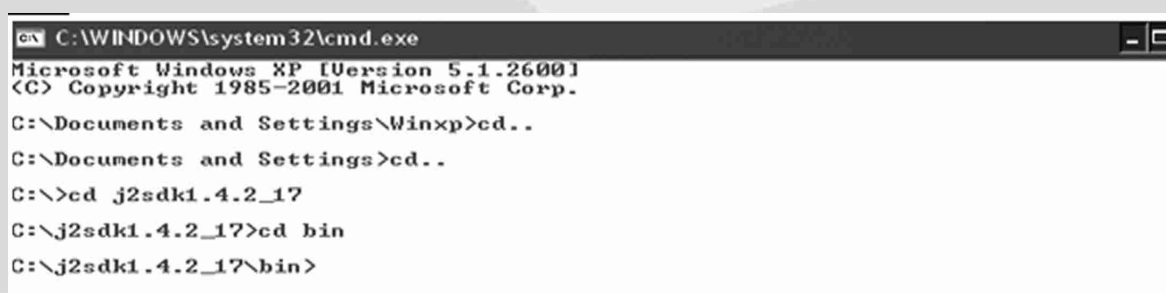 C:\WINDOWS\system32\cmd.exe
Microsoft Windows XP [Version 5.1.2600]
(C) Copyright 1985-2001 Microsoft Corp.
C:\Documents and Settings\Winxp>cd..
C:\Documents and Settings>cd..
C:\>cd j2sdk1.4.2_17
C:\j2sdk1.4.2_17>cd bin
C:\j2sdk1.4.2_17\bin>